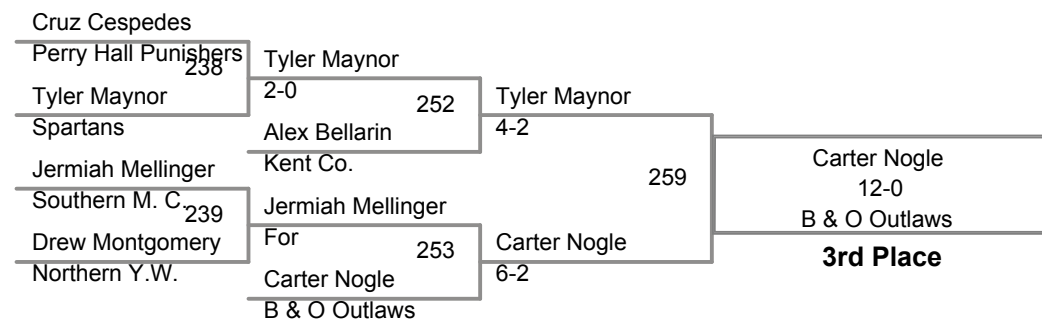 Cruz Cespedes
Perry Hall Punishers
238
Tyler Maynor
Spartans
Jermiah Mellinger
Southern M. C.
239
Drew Montgomery
Northern Y.W.
Tyler Maynor
2-0
252
Alex Bellarin
Kent Co.
Jermiah Mellinger
For
253
Carter Nogle
B & O Outlaws
Tyler Maynor
4-2
259
Carter Nogle
6-2
Carter Nogle
12-0
B & O Outlaws
3rd Place